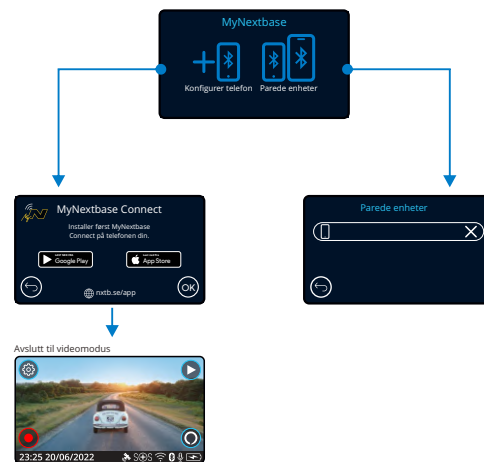 MyNextbase
Konfigurer telefon
Parede enheter
MyNextbase Connect
Installer først MyNextbase
Connect på telefonen din.
Google Play
App Store
OK
nxtb.se/app
Parede enheter
Avslutt til videomodus
23:25 20/06/2022
SOS